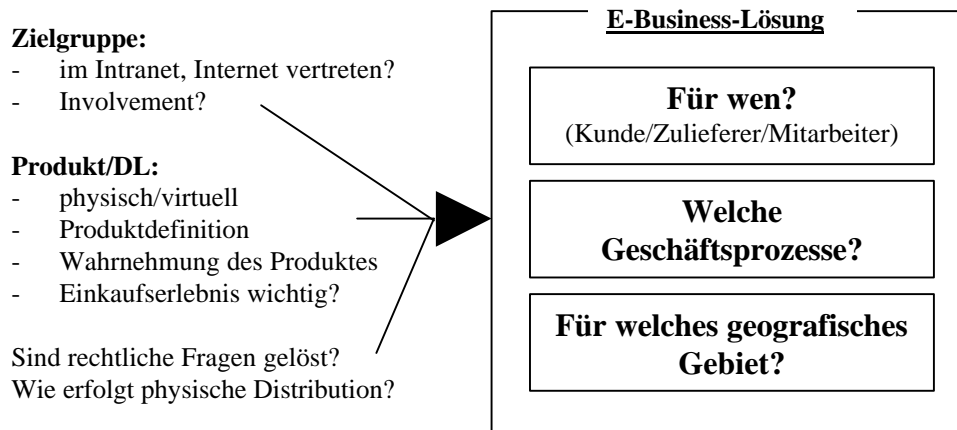 Zielgruppe:
- im Intranet, Internet vertreten?
- Involvement?
Produkt/DL:
- physisch/virtuell
- Produktdefinition
- Wahrnehmung des Produktes
- Einkaufserlebnis wichtig?
Sind rechtliche Fragen gelöst?
Wie erfolgt physische Distribution?
E-Business-Lösung
Für wen?
(Kunde/Zulieferer/Mitarbeiter)
Welche
Geschäftsprozesse?
Für welches geografisches
Gebiet?